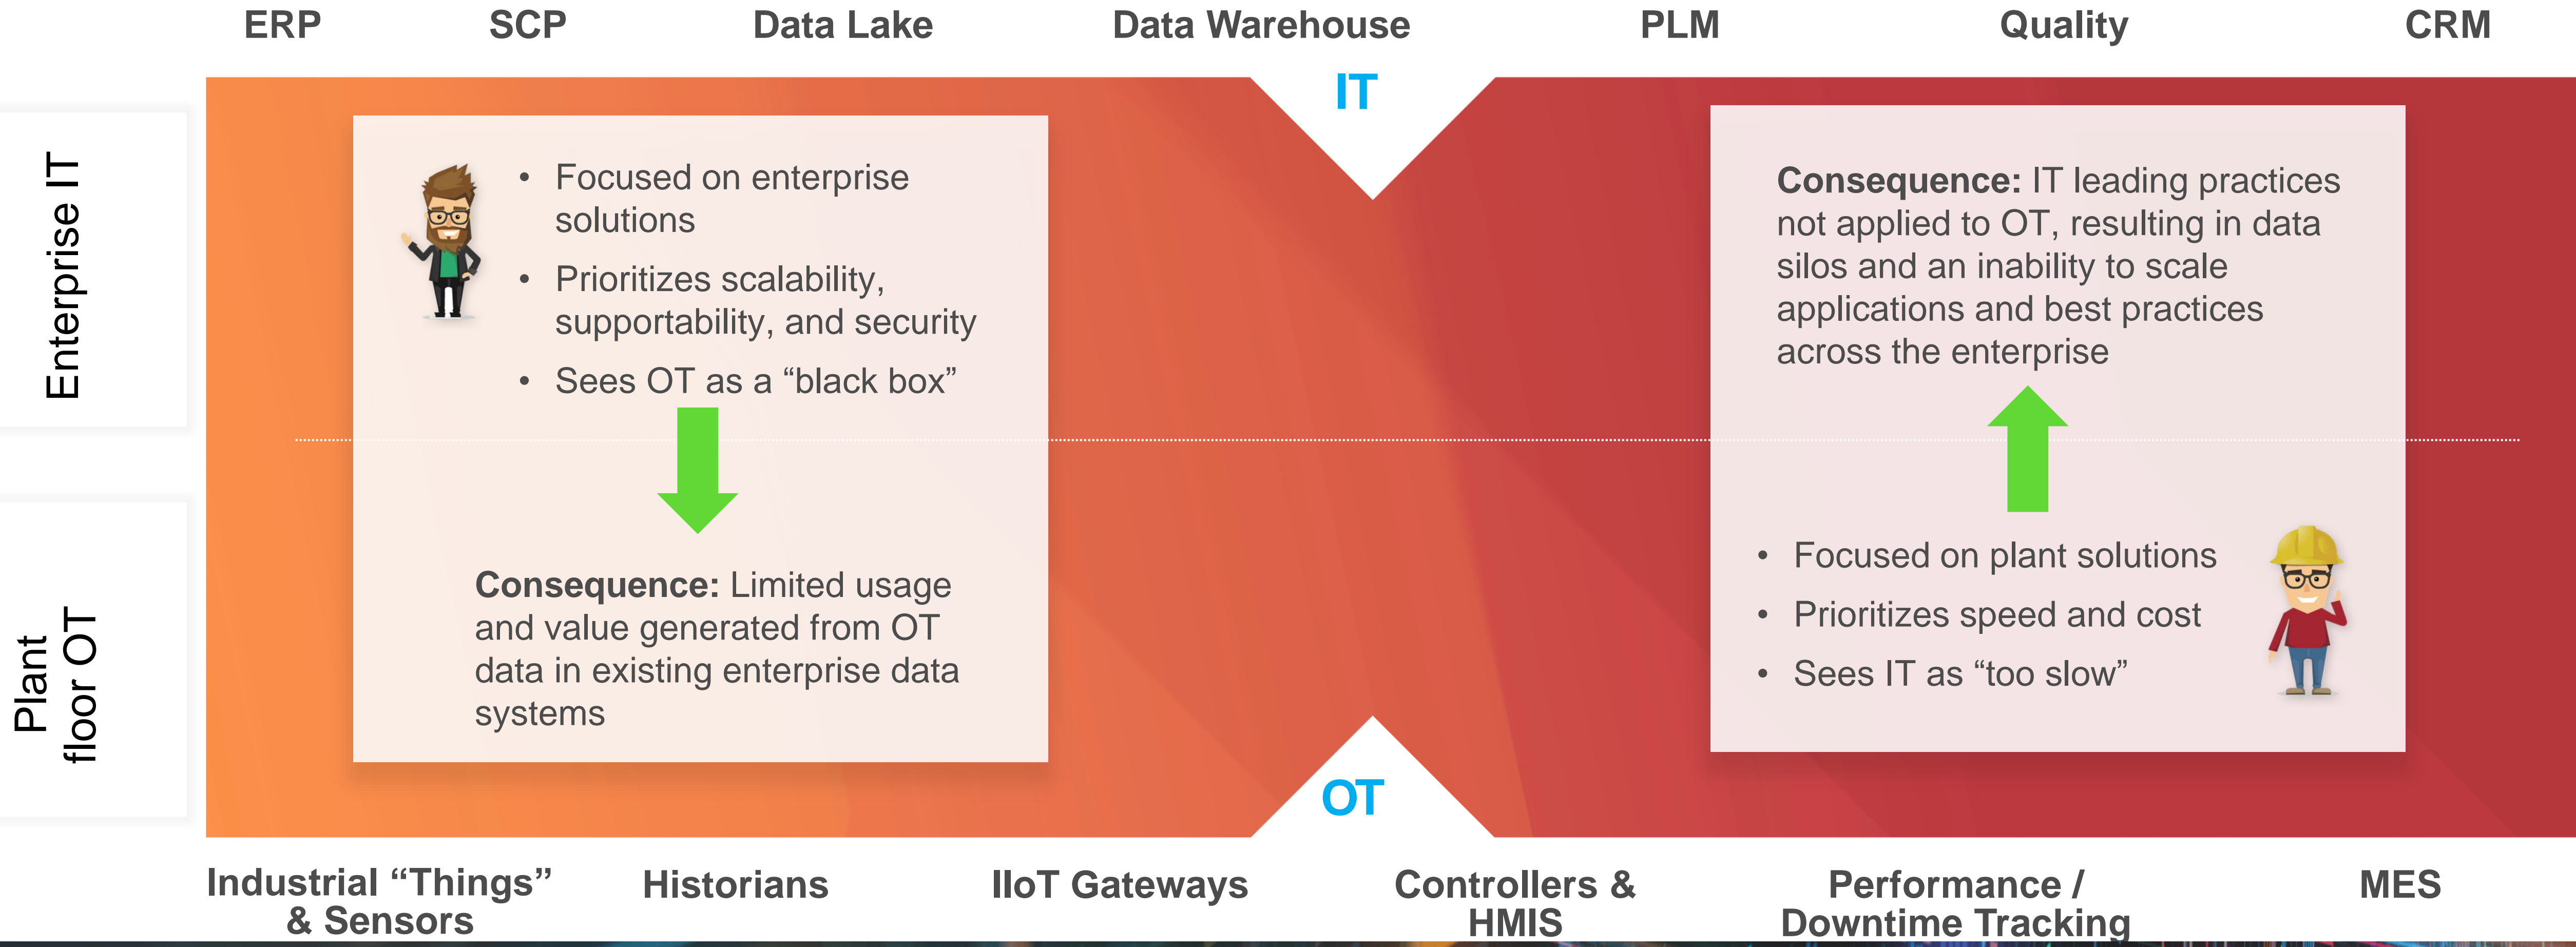 ERP SCP Data Lake Data Warehouse PLM Quality CRM
IT
Enterprise IT
• Focused on enterprise
solutions
• Prioritizes scalability,
supportability, and security
• Sees OT as a “black box”
Consequence: Limited usage
and value generated from OT
data in existing enterprise data
systems
Consequence: IT leading practices
not applied to OT, resulting in data
silos and an inability to scale
applications and best practices
across the enterprise
• Focused on plant solutions
• Prioritizes speed and cost
• Sees IT as “too slow”
Plant
floor OT
OT
Industrial “Things”
& Sensors
Historians
IIoT Gateways
Controllers &
HMIS
Performance /
Downtime Tracking
MES